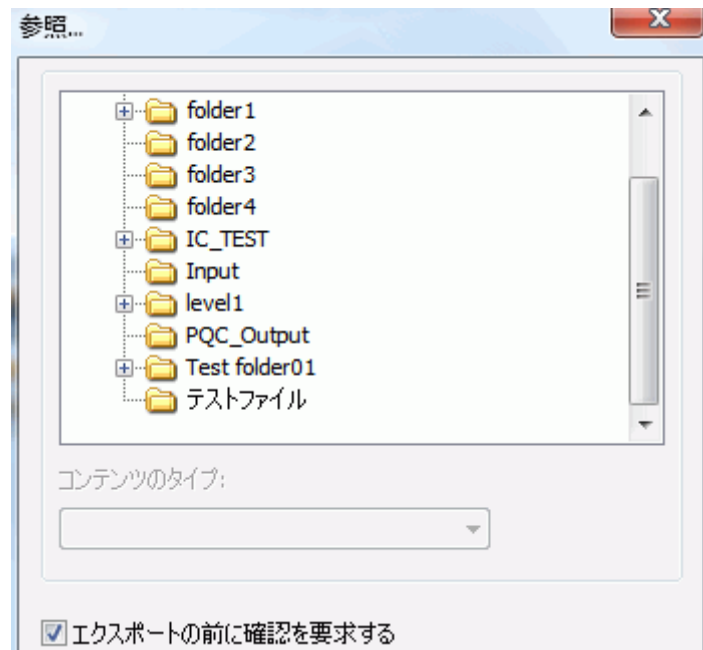 参照...
folder1
folder2
folder3
folder4
IC_TEST
Input
level1
PQC_Output
Test folder01
テストファイル
コンテンツのタイプ:
エクスポートの前に確認を要求する